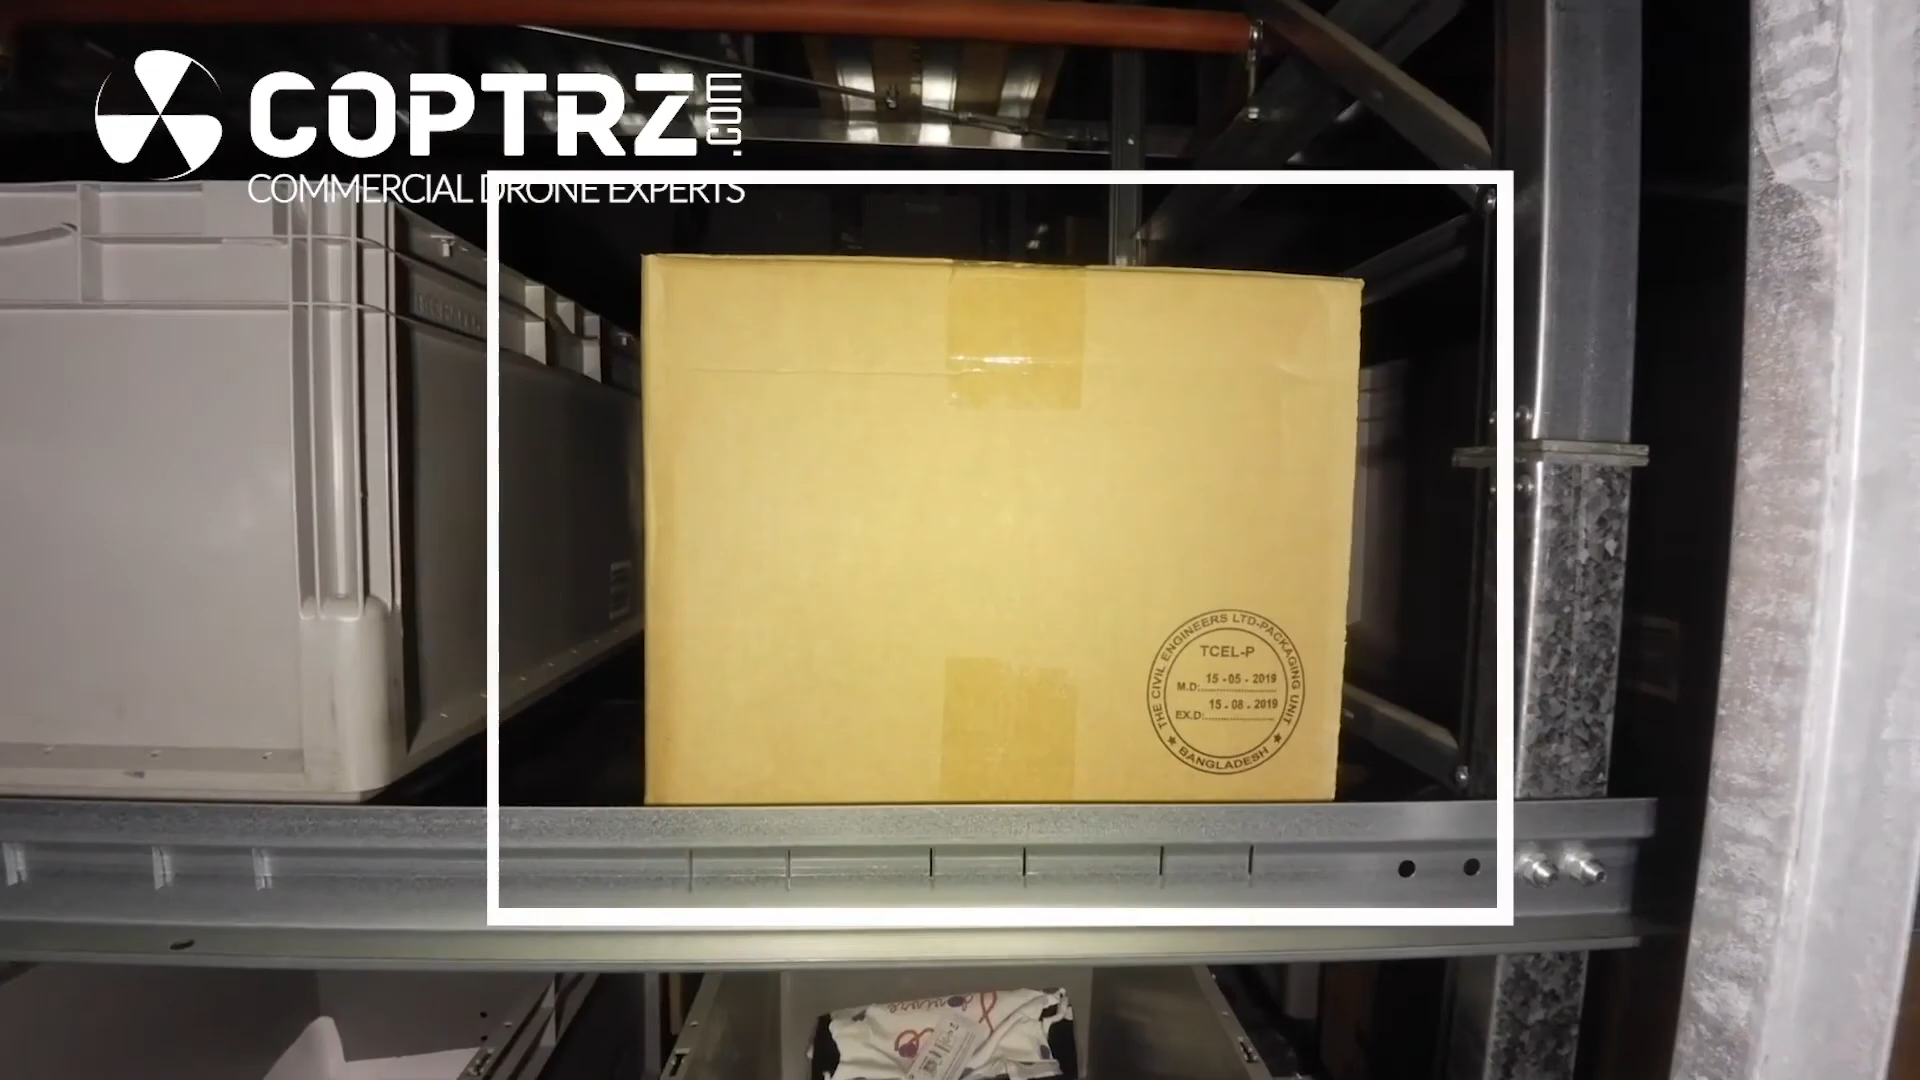 COPTRZ.COM
COMMERCIAL DRONE EXPERTS
THE CIVIL ENGINEERS LTD-PACKAGING UNIT
TCEL-P
M.D: 15 - 05 - 2019
EX.D: 15 - 08 - 2019
★ BANGLADESH ★